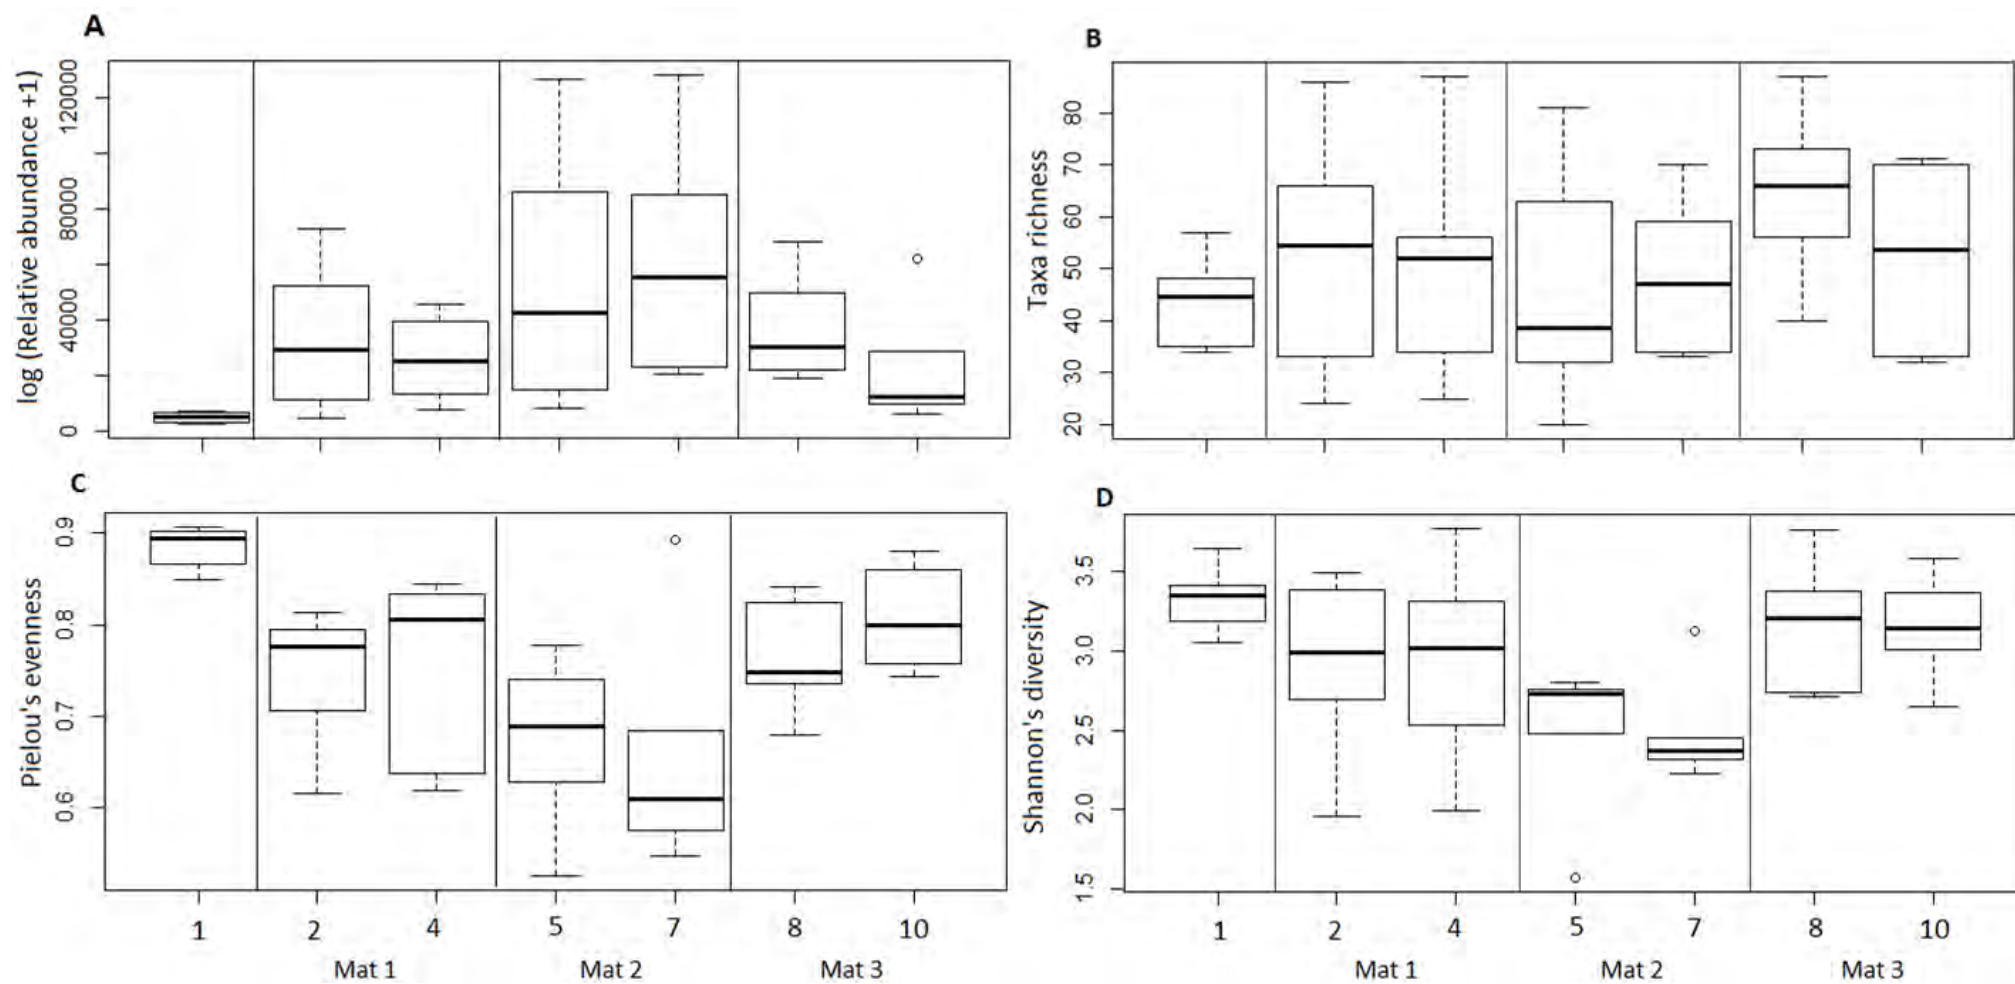 A
log (Relative abundance +1)
120000
80000
40000
0
B
Taxa richness
80
70
60
50
40
30
20
C
Pielou's evenness
0.9
0.8
0.7
0.6
1 2 4 5 7 8 10
Mat 1 Mat 2 Mat 3
D
Shannon's diversity
3.5
3.0
2.5
2.0
1.5
1 2 4 5 7 8 10
Mat 1 Mat 2 Mat 3